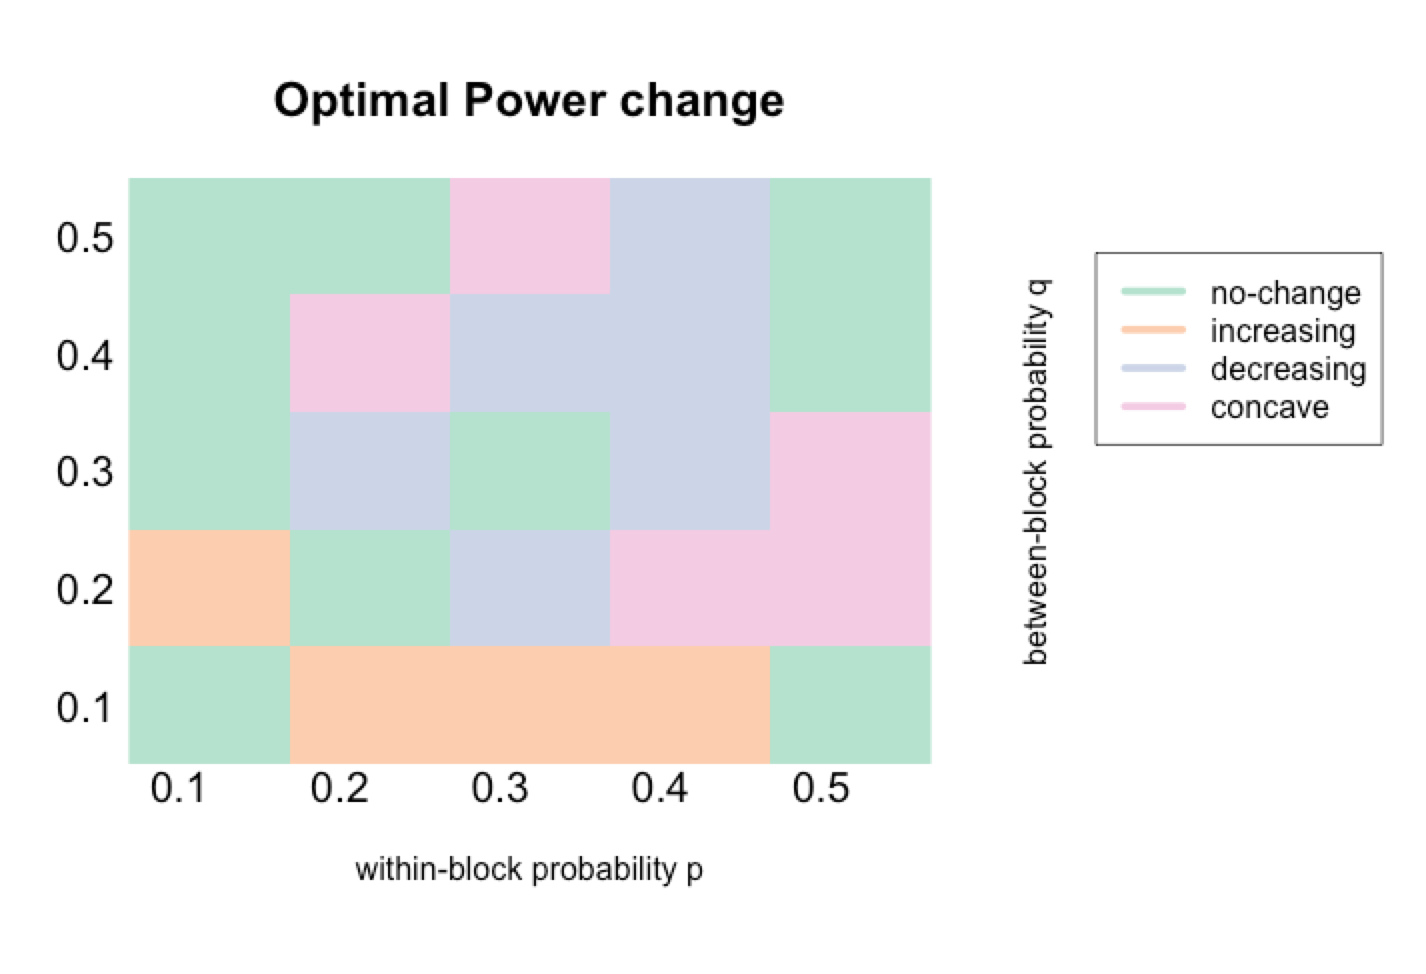 Optimal Power change
0.5
0.4
0.3
0.2
0.1
0.1 0.2 0.3 0.4 0.5
within-block probability p
between-block probability q
no-change
increasing
decreasing
concave